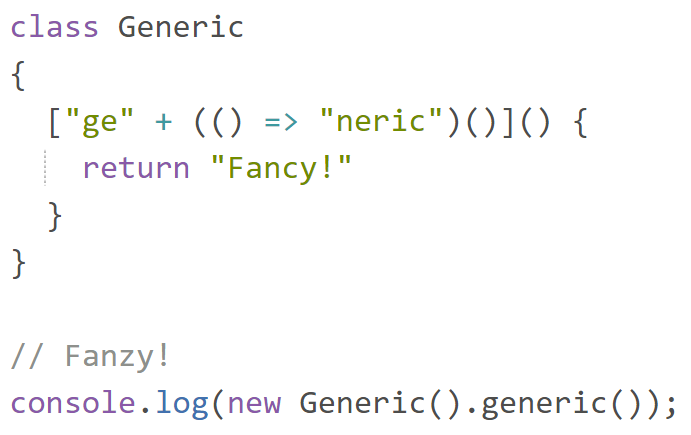 class Generic
{
  ["ge" + (() => "neric")()]() {
    return "Fancy!"
  }
}

// Fanzy!
console.log(new Generic().generic());